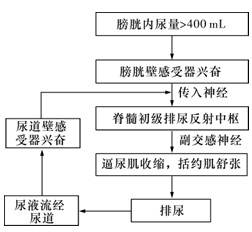 膀胱内尿量>400 mL
膀胱壁感受器兴奋
传入神经
尿道壁感
受器兴奋
脊髓初级排尿反射中枢
副交感神经
逼尿肌收缩，括约肌舒张
尿液流经
尿道
排尿